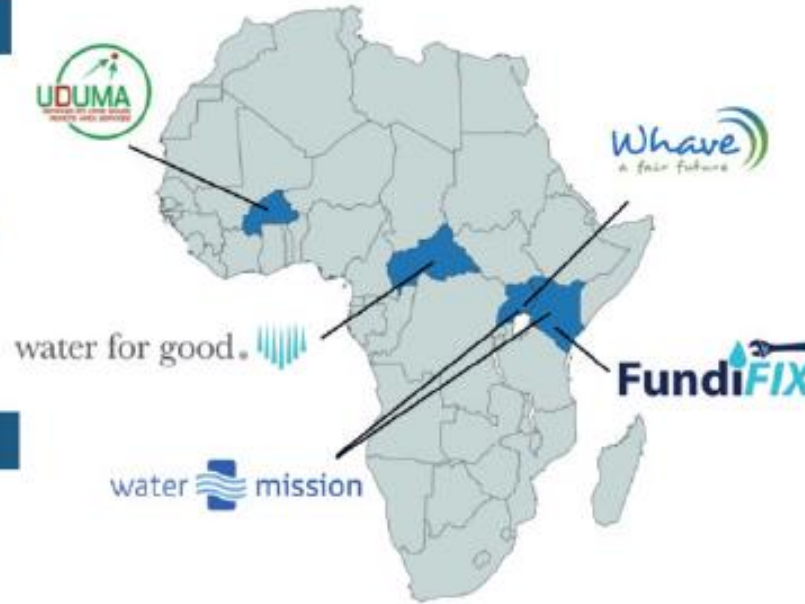 UDUMA
Whave
a fair future
water for good.
FundiFIX
water mission